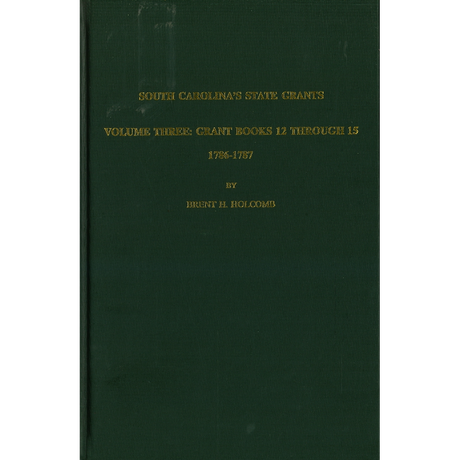 SOUTH CAROLINA'S STATE GRANTS
VOLUME THREE: GRANT BOOKS 12 THROUGH 15
1786-1787
BY
BRENT H. HOLCOMB